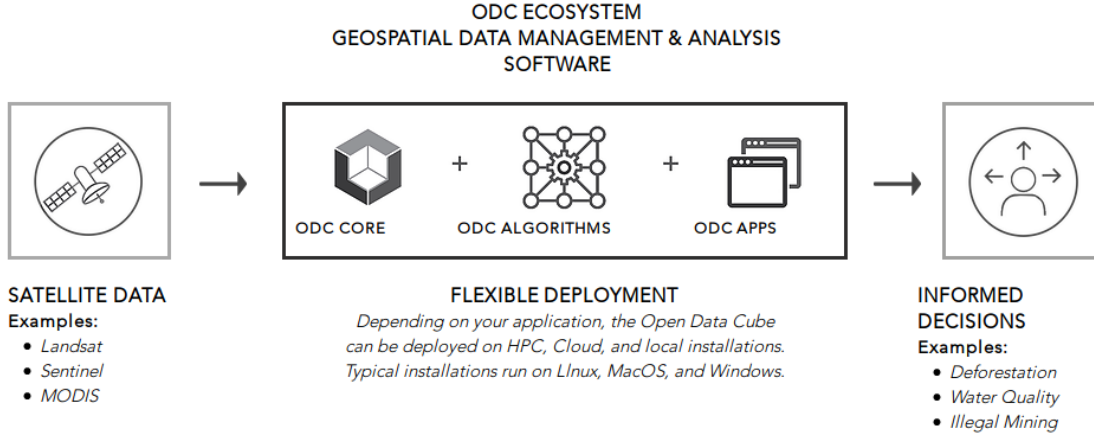 ODC ECOSYSTEM
GEOSPATIAL DATA MANAGEMENT & ANALYSIS
SOFTWARE
+
+
ODC CORE
ODC ALGORITHMS
ODC APPS
SATELLITE DATA
Examples:
• Landsat
• Sentinel
• MODIS
FLEXIBLE DEPLOYMENT
Depending on your application, the Open Data Cube
can be deployed on HPC, Cloud, and local installations.
Typical installations run on LInux, MacOS, and Windows.
INFORMED
DECISIONS
Examples:
• Deforestation
• Water Quality
• Illegal Mining